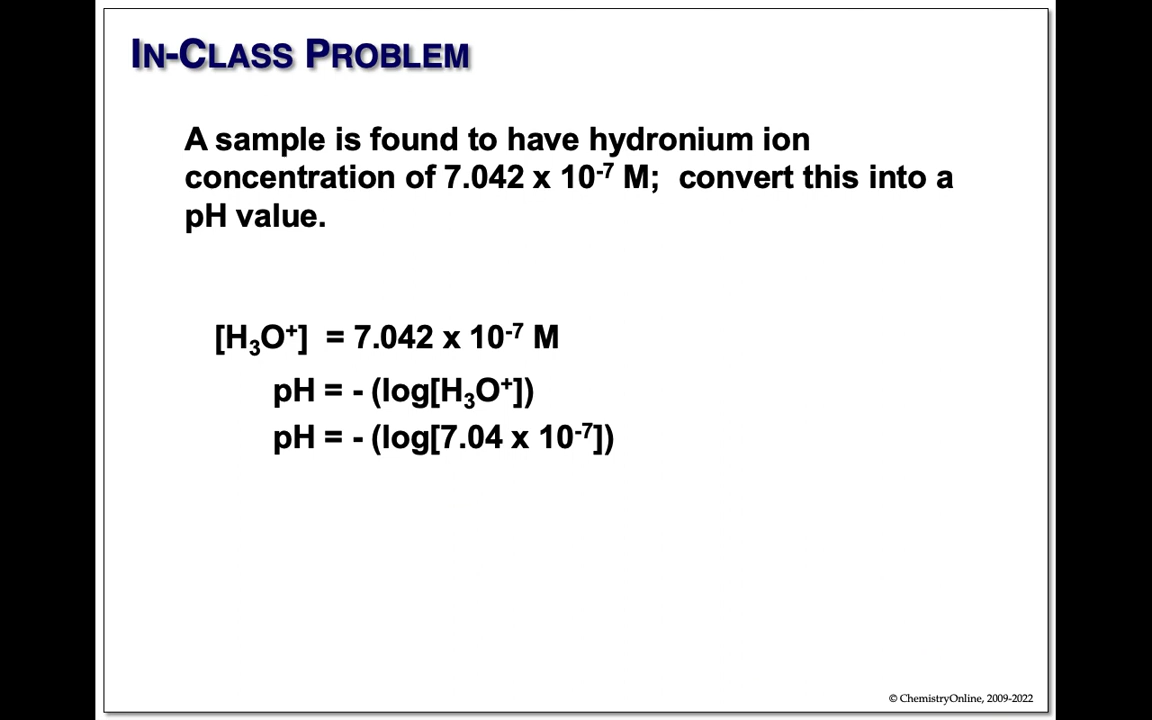 IN-CLASS PROBLEM
A sample is found to have hydronium ion
concentration of 7.042 x 10⁻⁷ M; convert this into a
pH value.
[H₃O⁺] = 7.042 x 10⁻⁷ M
pH = - (log[H₃O⁺])
pH = - (log[7.04 x 10⁻⁷])
© ChemistryOnline, 2009-2022